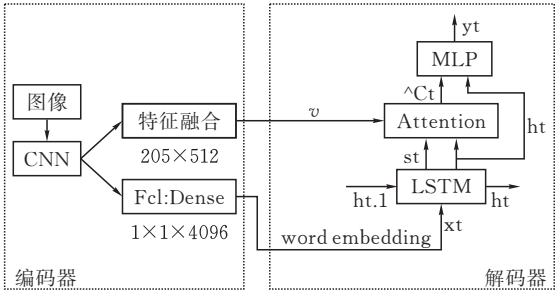 yt
MLP
^Ct
图像
特征融合
v
Attention
ht
CNN
205×512
st
Fcl:Dense
LSTM
ht.1
ht
1×1×4096
word embedding
xt
编码器
解码器